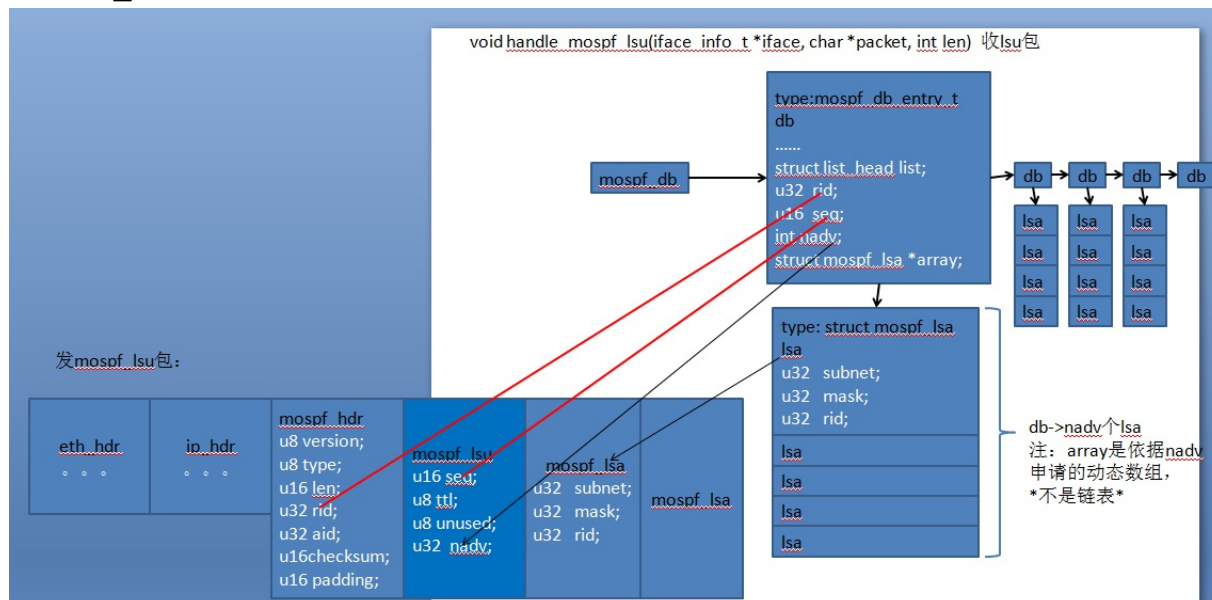 void handle_mospf_lsu(iface_info_t *iface, char *packet, int len) 收lsu包
type:mospf_db_entry_t
db
......
struct list_head list;
u32 rid;
u16 seq;
int nadv;
struct mospf_lsa *array;
mospf_db
db
db
db
db
lsa
lsa
lsa
lsa
lsa
lsa
lsa
lsa
lsa
lsa
lsa
lsa
type: struct mospf_lsa
lsa
u32 subnet;
u32 mask;
u32 rid;
lsa
lsa
lsa
lsa
db->nadv个lsa
注：array是依据nadv
申请的动态数组，
*不是链表*
发mospf_lsu包：
eth_hdr
。。。
ip_hdr
。。。
mospf_hdr
u8 version;
u8 type;
u16 len;
u32 rid;
u32 aid;
u16checksum;
u16 padding;
mospf_lsu
u16 seq;
u8 ttl;
u8 unused;
u32 nadv;
mospf_lsa
u32 subnet;
u32 mask;
u32 rid;
mospf_lsa